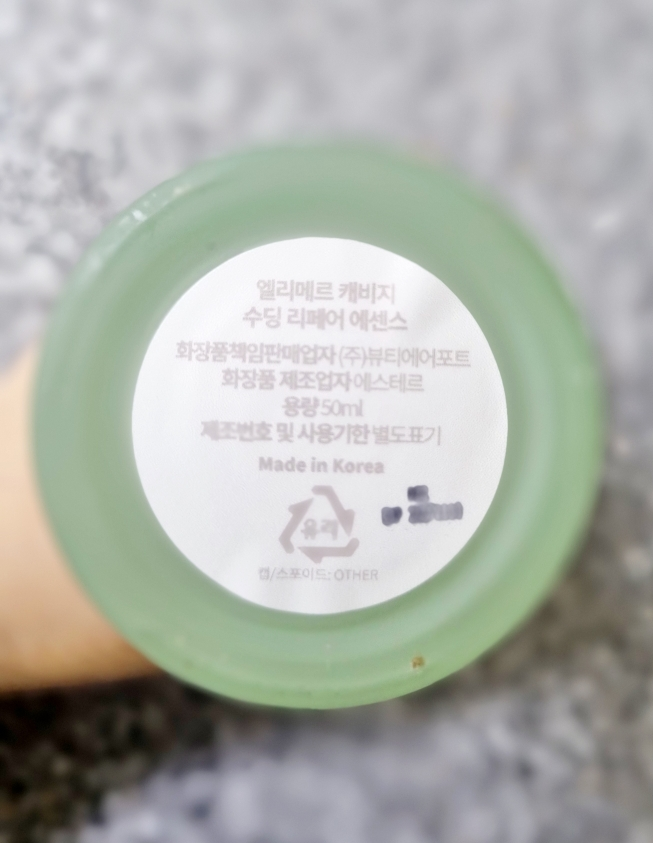 엘리메르 캐비지
수딩 리페어 에센스
화장품책임판매업자 (주)뷰티에어포트
화장품 제조업자 에스테르
용량 50ml
제조번호 및 사용기한 별도표기
Made in Korea
유리
캡/스포이드: OTHER